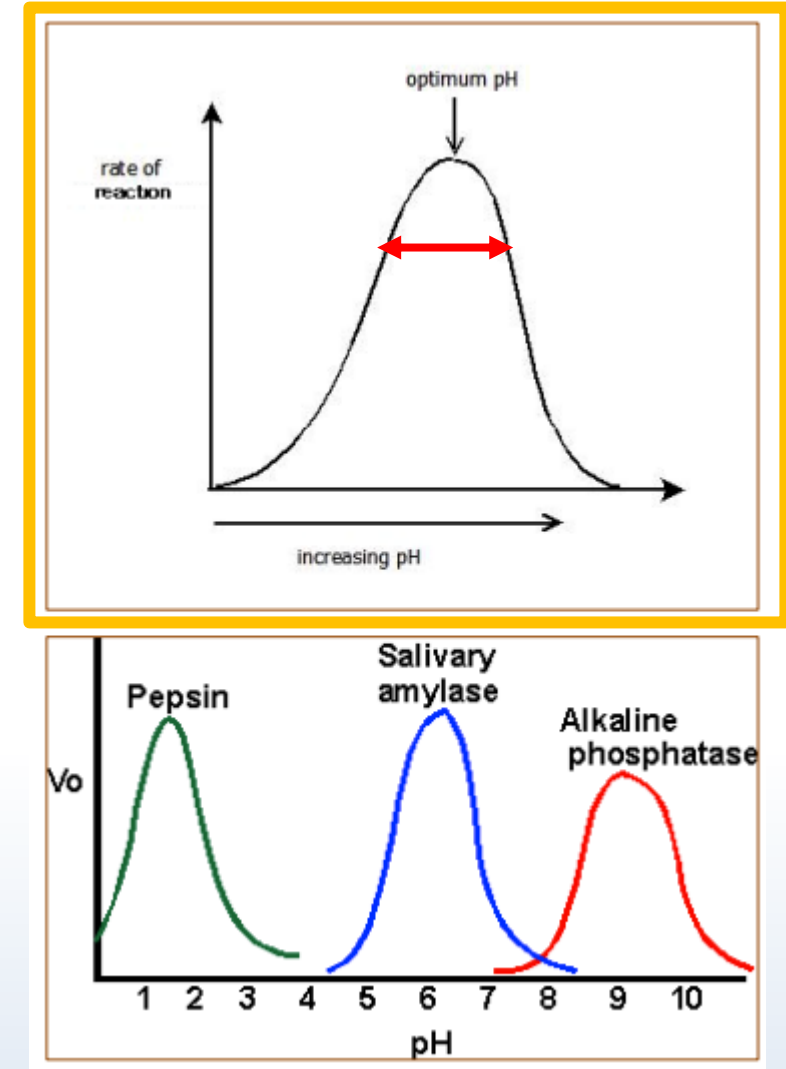 optimum pH
rate of
reaction
increasing pH
Pepsin
Salivary
amylase
Alkaline
phosphatase
Vo
1 2 3 4 5 6 7 8 9 10
pH